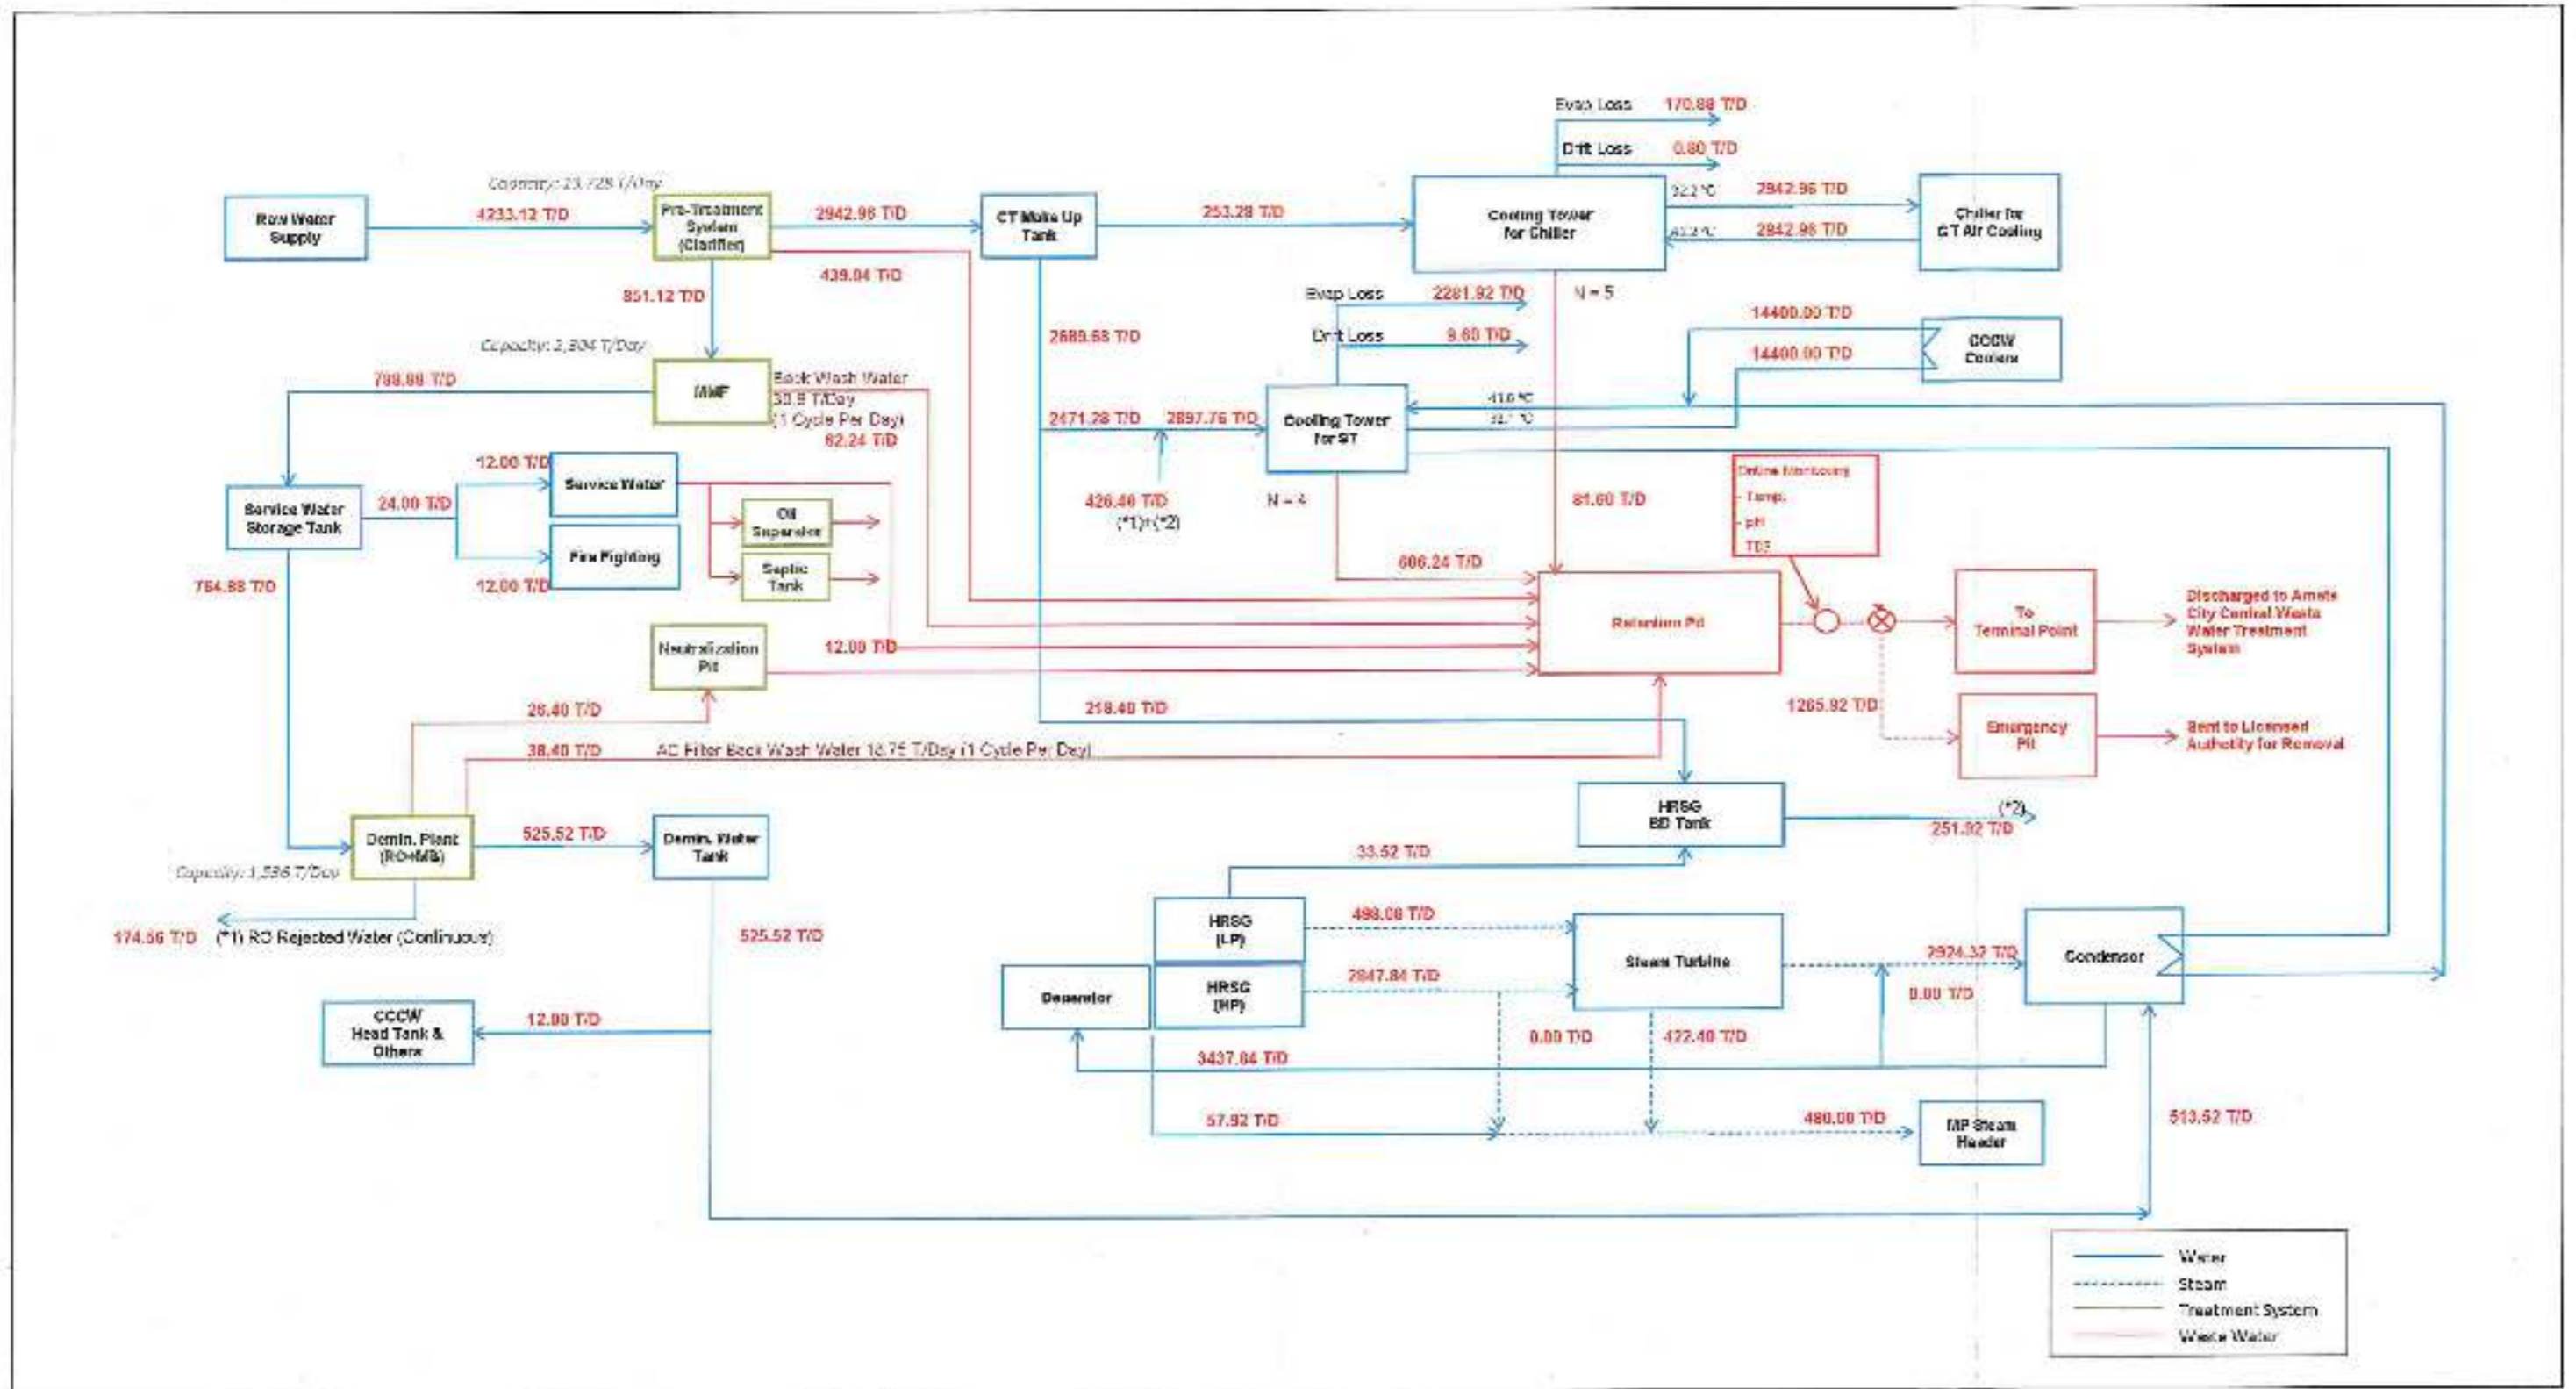 Evap Loss 170.88 T/D
Drift Loss 0.80 T/D
Raw Water
Supply
4233.12 T/D
Pre-Treatment
System
(Clarifier)
2942.96 T/D
CT Make Up
Tank
253.28 T/D
Cooling Tower
for Chiller
2942.96 T/D
2942.96 T/D
Chiller for
GT Air Cooling
439.04 T/D
851.12 T/D
N = 5
Evap Loss 2281.92 T/D
Drift Loss 9.60 T/D
2689.68 T/D
14400.00 T/D
14400.00 T/D
CCCW
Coolers
Capacity: 2,304 T/Day
788.88 T/D
MMF
Back Wash Water
30.8 T/Day
(1 Cycle Per Day)
62.24 T/D
2471.28 T/D
2897.76 T/D
Cooling Tower
for ST
426.48 T/D
(*1)+(*2)
N = 4
Service Water
Storage Tank
24.00 T/D
12.00 T/D
Service Water
Fire Fighting
12.00 T/D
Oil
Separator
Septic
Tank
81.60 T/D
Online Monitoring
- Temp.
- pH
- TDS
606.24 T/D
764.88 T/D
Retention Pit
To
Terminal Point
Discharged to Amata
City Central Waste
Water Treatment
System
Neutralization
Pit
12.00 T/D
26.40 T/D
218.40 T/D
1265.92 T/D
Emergency
Pit
Sent to Licensed
Authotity for Removal
38.40 T/D
AC Filter Back Wash Water 18.75 T/Day (1 Cycle Per Day)
HRSG
BD Tank
(*2)
251.92 T/D
Demin. Plant
(RO+MB)
525.52 T/D
Demin. Water
Tank
Capacity: 1,536 T/Day
33.52 T/D
174.56 T/D
(*1) RO Rejected Water (Continuous)
525.52 T/D
HRSG
(LP)
498.08 T/D
HRSG
(HP)
2847.84 T/D
Steam Turbine
2924.32 T/D
0.00 T/D
Condensor
Deaerator
CCCW
Head Tank &
Others
12.00 T/D
0.00 T/D
422.40 T/D
3437.84 T/D
57.92 T/D
480.00 T/D
MP Steam
Header
513.52 T/D
Water
Steam
Treatment System
Waste Water